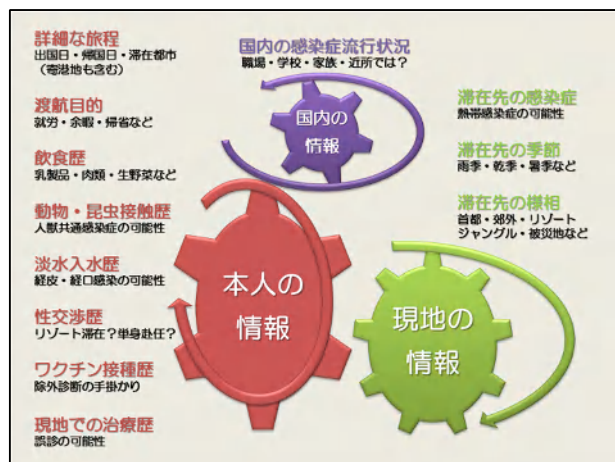 詳細な旅程
出国日・帰国日・滞在都市
（寄港地も含む）
渡航目的
就労・余暇・帰省など
飲食歴
乳製品・肉類・生野菜など
動物・昆虫接触歴
人獣共通感染症の可能性
淡水入水歴
経皮・経口感染の可能性
性交渉歴
リゾート滞在？単身赴任？
ワクチン接種歴
除外診断の手掛かり
現地での治療歴
誤診の可能性
国内の感染症流行状況
職場・学校・家族・近所では？
国内の
情報
本人の
情報
滞在先の感染症
熱帯感染症の可能性
滞在先の季節
雨季・乾季・暑季など
滞在先の様相
首都・郊外・リゾート
ジャングル・被災地など
現地の
情報